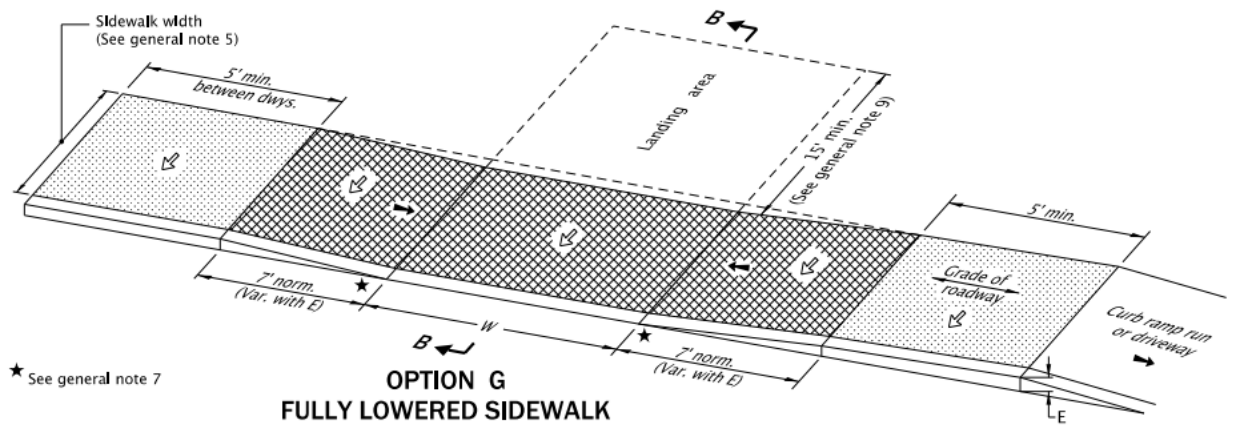 Sidewalk width
(See general note 5)
5' min.
between dwys.
B
Landing area
15' min.
(See general note 9)
5' min.
Grade of
roadway
Curb ramp run
or driveway
7' norm.
(Var. with E)
★
W
★
7' norm.
(Var. with E)
B
E
★ See general note 7
OPTION G
FULLY LOWERED SIDEWALK